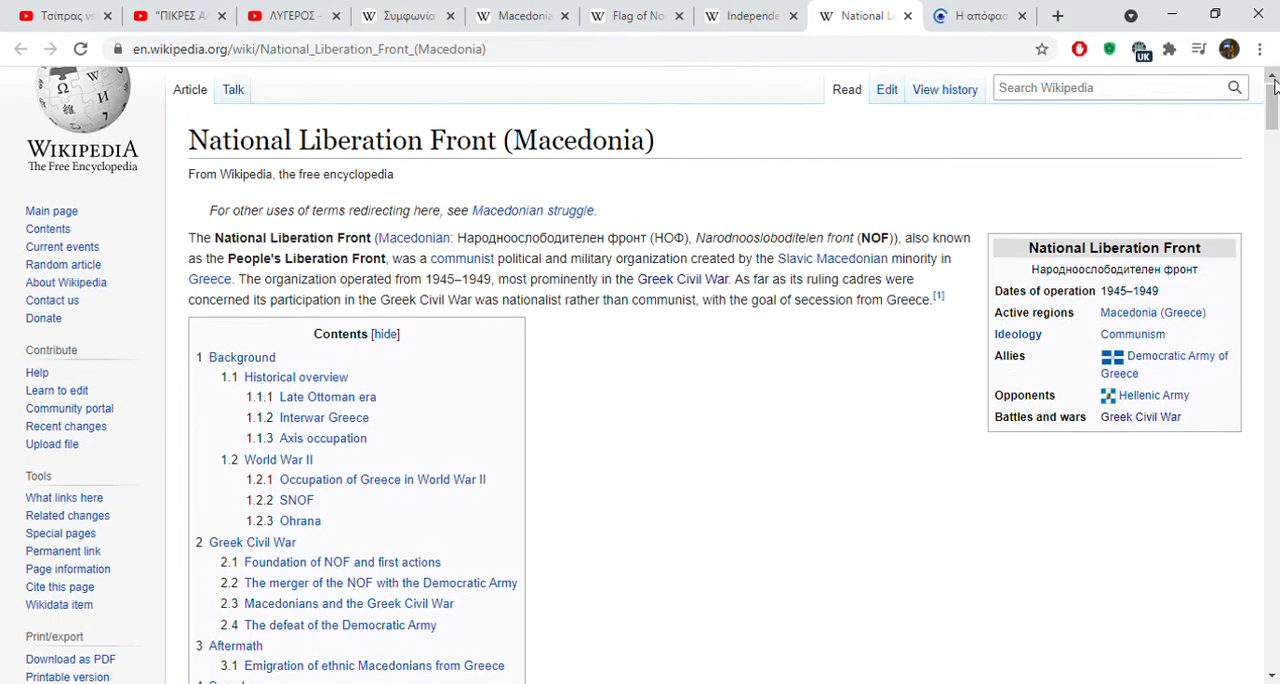 Τσίπρας vs
"ΠΙΚΡΕΣ ΑΛ
ΛΥΓΕΡΟΣ -
Συμφωνία
Macedonia
Flag of No
Independe
National Li
Η απόφασ
en.wikipedia.org/wiki/National_Liberation_Front_(Macedonia)
UK
WIKIPEDIA
The Free Encyclopedia
Main page
Contents
Current events
Random article
About Wikipedia
Contact us
Donate
Contribute
Help
Learn to edit
Community portal
Recent changes
Upload file
Tools
What links here
Related changes
Special pages
Permanent link
Page information
Cite this page
Wikidata item
Print/export
Download as PDF
Printable version
Article Talk
Read Edit View history Search Wikipedia
National Liberation Front (Macedonia)
From Wikipedia, the free encyclopedia
For other uses of terms redirecting here, see Macedonian struggle.
The National Liberation Front (Macedonian: Народноослободителен фронт (НОФ), Narodnoosloboditelen front (NOF)), also known
as the People's Liberation Front, was a communist political and military organization created by the Slavic Macedonian minority in
Greece. The organization operated from 1945–1949, most prominently in the Greek Civil War. As far as its ruling cadres were
concerned its participation in the Greek Civil War was nationalist rather than communist, with the goal of secession from Greece.[1]
Contents [hide]
1 Background
1.1 Historical overview
1.1.1 Late Ottoman era
1.1.2 Interwar Greece
1.1.3 Axis occupation
1.2 World War II
1.2.1 Occupation of Greece in World War II
1.2.2 SNOF
1.2.3 Ohrana
2 Greek Civil War
2.1 Foundation of NOF and first actions
2.2 The merger of the NOF with the Democratic Army
2.3 Macedonians and the Greek Civil War
2.4 The defeat of the Democratic Army
3 Aftermath
3.1 Emigration of ethnic Macedonians from Greece
National Liberation Front
Народноослободителен фронт
Dates of operation 1945–1949
Active regions Macedonia (Greece)
Ideology Communism
Allies Democratic Army of
Greece
Opponents Hellenic Army
Battles and wars Greek Civil War